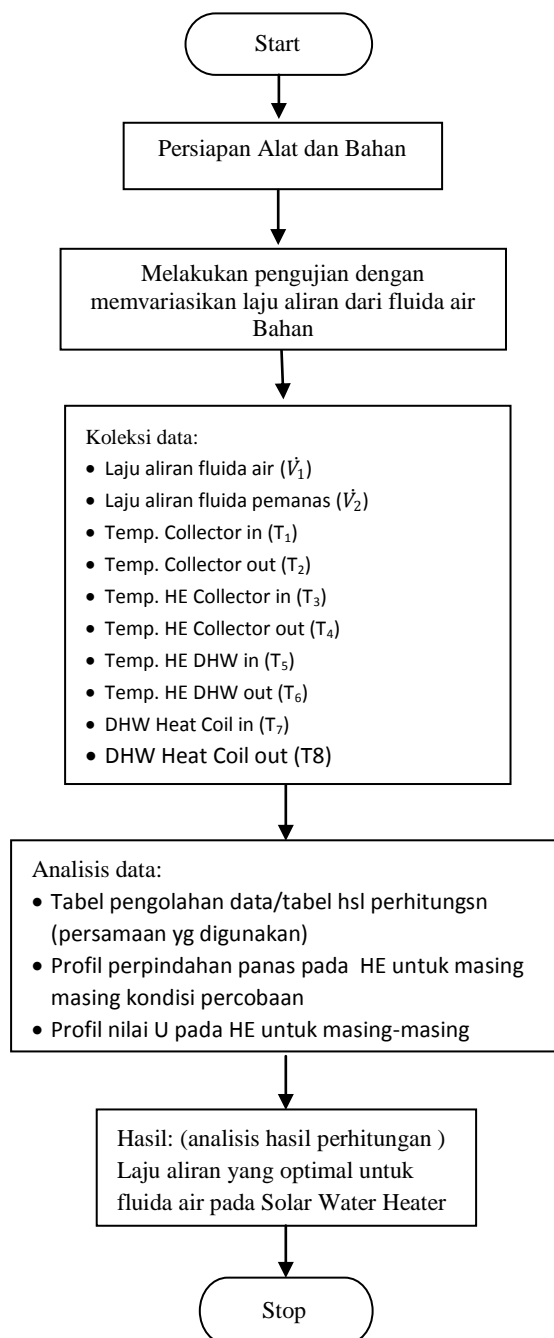 Start
Persiapan Alat dan Bahan
Melakukan pengujian dengan
memvariasikan laju aliran dari fluida air
Bahan
Koleksi data:
• Laju aliran fluida air (V̇₁)
• Laju aliran fluida pemanas (V̇₂)
• Temp. Collector in (T₁)
• Temp. Collector out (T₂)
• Temp. HE Collector in (T₃)
• Temp. HE Collector out (T₄)
• Temp. HE DHW in (T₅)
• Temp. HE DHW out (T₆)
• DHW Heat Coil in (T₇)
• DHW Heat Coil out (T8)
Analisis data:
• Tabel pengolahan data/tabel hsl perhitungsn
(persamaan yg digunakan)
• Profil perpindahan panas pada  HE untuk masing
masing kondisi percobaan
• Profil nilai U pada HE untuk masing-masing
Hasil: (analisis hasil perhitungan )
Laju aliran yang optimal untuk
fluida air pada Solar Water Heater
Stop